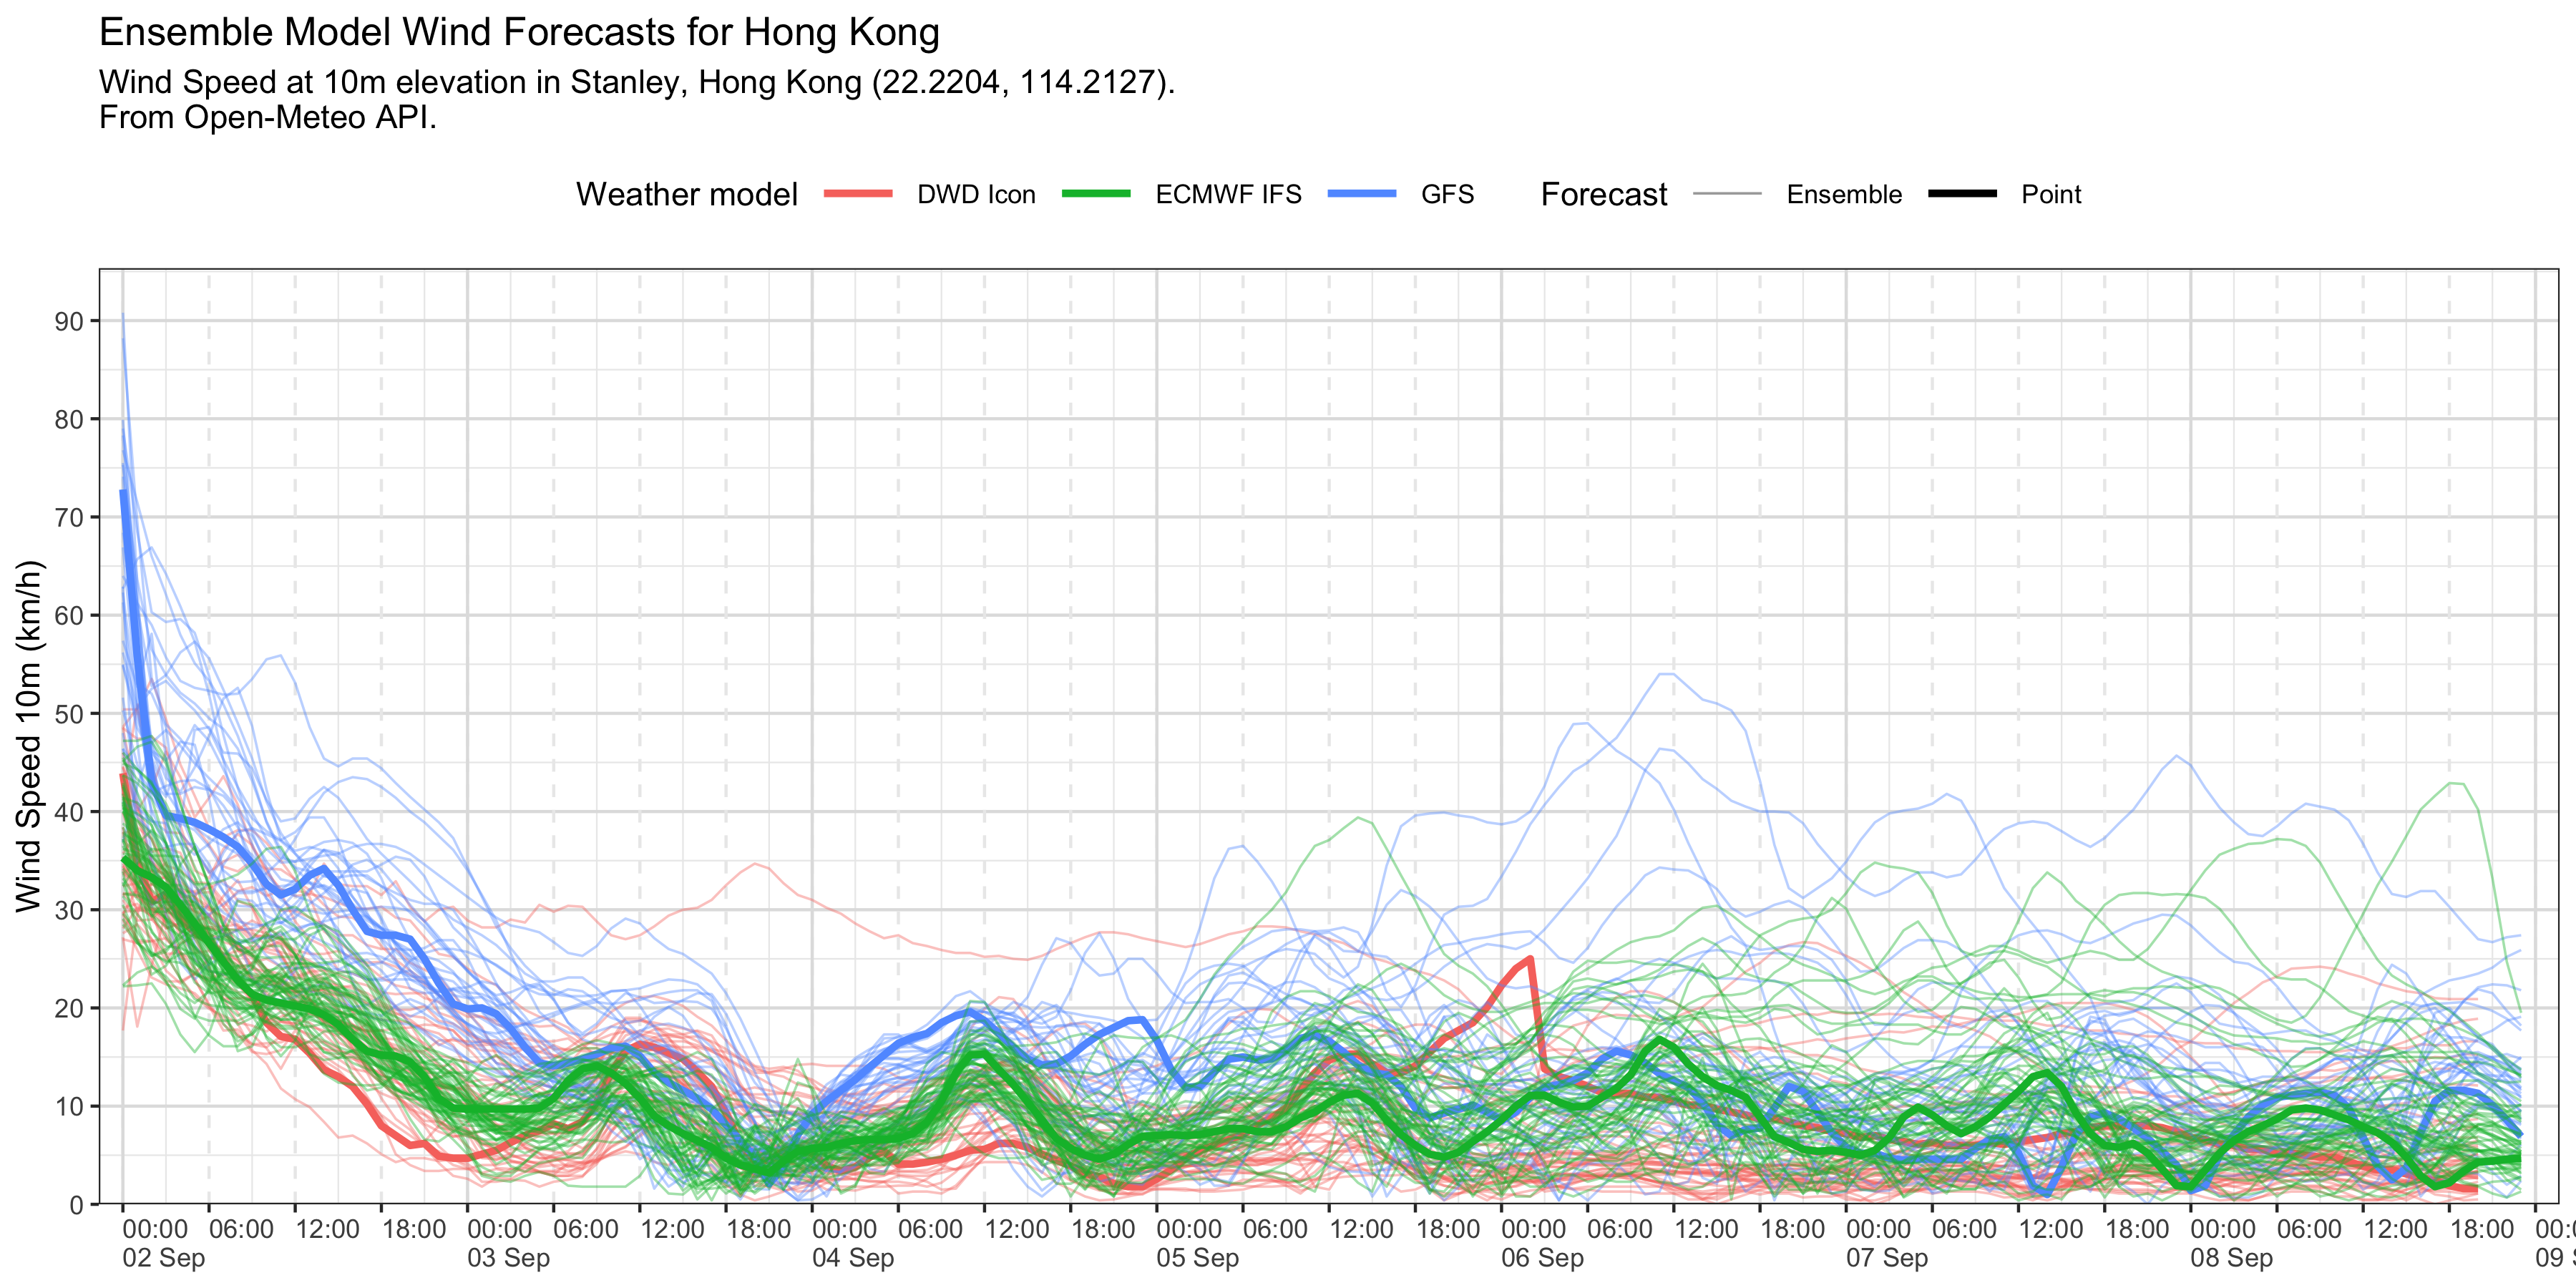 Ensemble Model Wind Forecasts for Hong Kong
Wind Speed at 10m elevation in Stanley, Hong Kong (22.2204, 114.2127).
From Open-Meteo API.
Weather model DWD Icon ECMWF IFS GFS Forecast Ensemble Point
Wind Speed 10m (km/h)
90
80
70
60
50
40
30
20
10
0
00:00 06:00 12:00 18:00 00:00 06:00 12:00 18:00 00:00 06:00 12:00 18:00 00:00 06:00 12:00 18:00 00:00 06:00 12:00 18:00 00:00 06:00 12:00 18:00 00:00 06:00 12:00 18:00
02 Sep 03 Sep 04 Sep 05 Sep 06 Sep 07 Sep 08 Sep 09